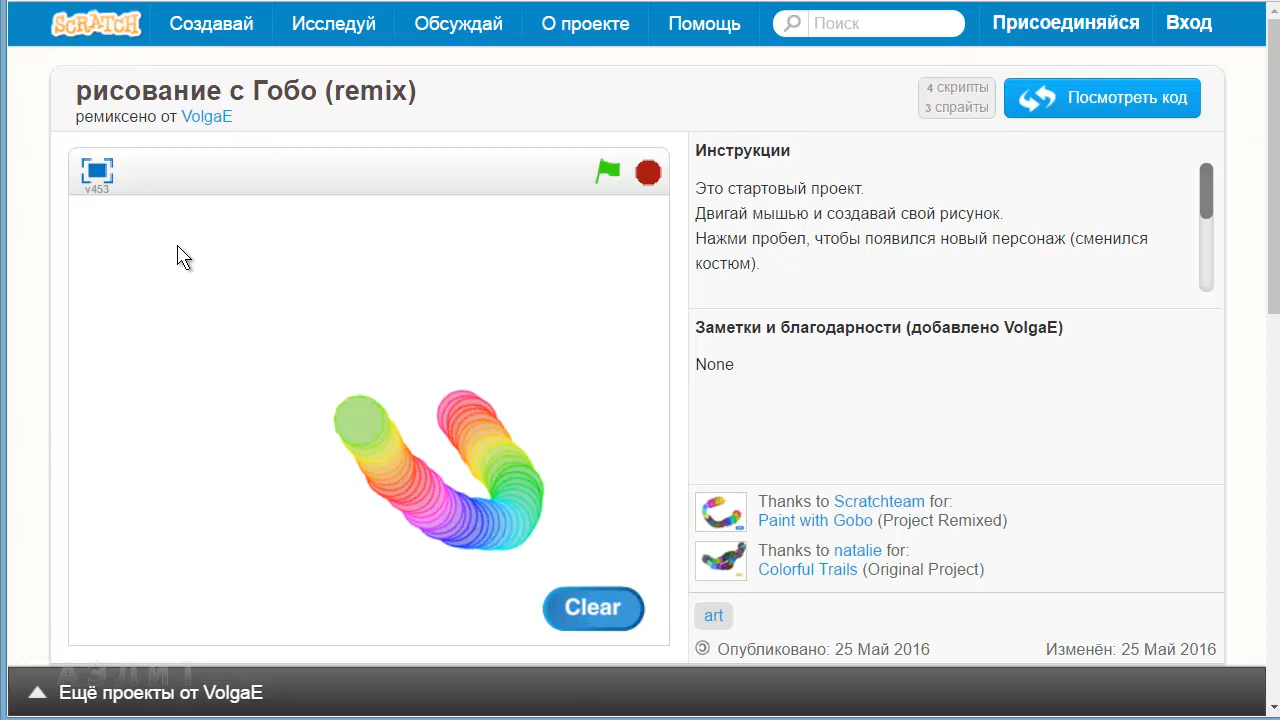 SCRATCH Создавай Исследуй Обсуждай О проекте Помощь Поиск Присоединяйся Вход
рисование с Гобо (remix)
ремиксено от VolgaE
4 скрипты
3 спрайты
Посмотреть код
v453
Clear
Инструкции
Это стартовый проект.
Двигай мышью и создавай свой рисунок.
Нажми пробел, чтобы появился новый персонаж (сменился
костюм).
Заметки и благодарности (добавлено VolgaE)
None
Thanks to Scratchteam for:
Paint with Gobo (Project Remixed)
Thanks to natalie for:
Colorful Trails (Original Project)
art
Опубликовано: 25 Май 2016 Изменён: 25 Май 2016
Ещё проекты от VolgaE